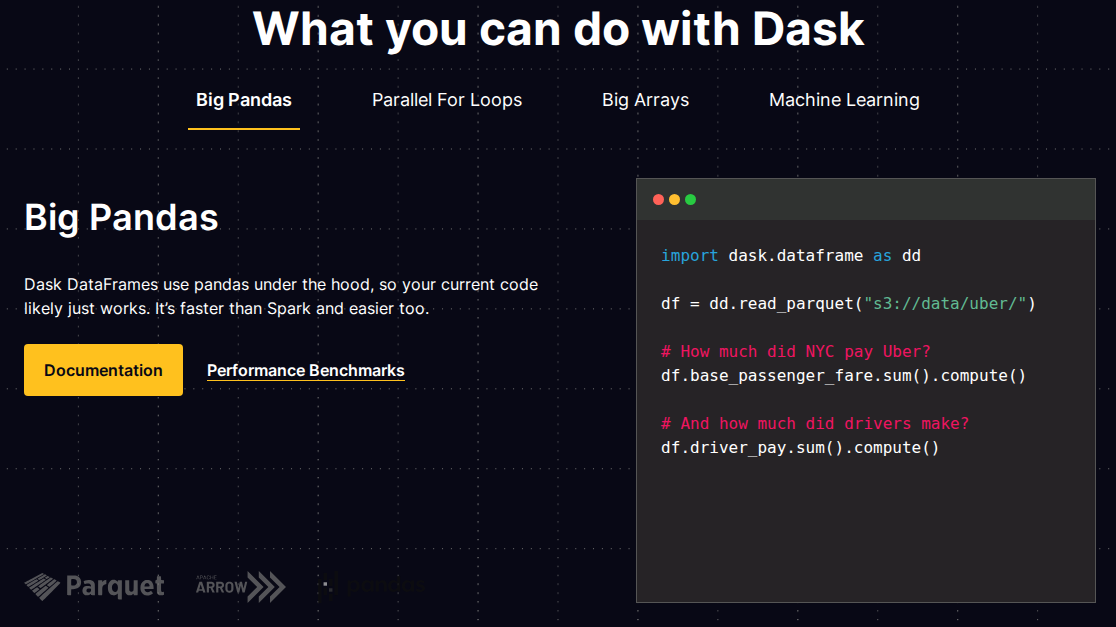 What you can do with Dask
Big Pandas
Parallel For Loops
Big Arrays
Machine Learning
Big Pandas
Dask DataFrames use pandas under the hood, so your current code
likely just works. It’s faster than Spark and easier too.
Documentation
Performance Benchmarks
import dask.dataframe as dd
df = dd.read_parquet("s3://data/uber/")
# How much did NYC pay Uber?
df.base_passenger_fare.sum().compute()
# And how much did drivers make?
df.driver_pay.sum().compute()
Parquet
APACHE
ARROW
pandas